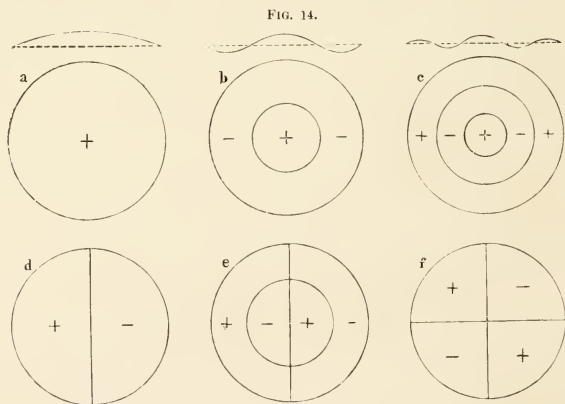 FIG. 14.
a b c
+ - + - + - + - +
d e f
+ - + - + - + -
- +